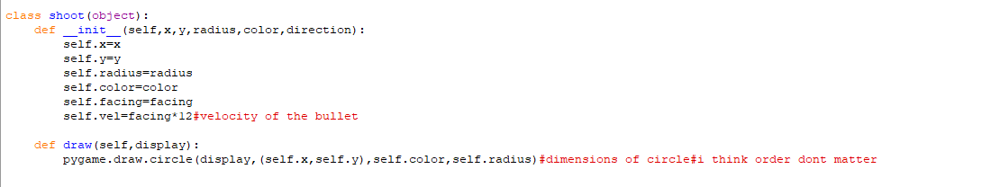 class shoot(object):
    def __init__(self,x,y,radius,color,direction):
        self.x=x
        self.y=y
        self.radius=radius
        self.color=color
        self.facing=facing
        self.vel=facing*12#velocity of the bullet

    def draw(self,display):
        pygame.draw.circle(display,(self.x,self.y),self.color,self.radius)#dimensions of circle#i think order dont matter